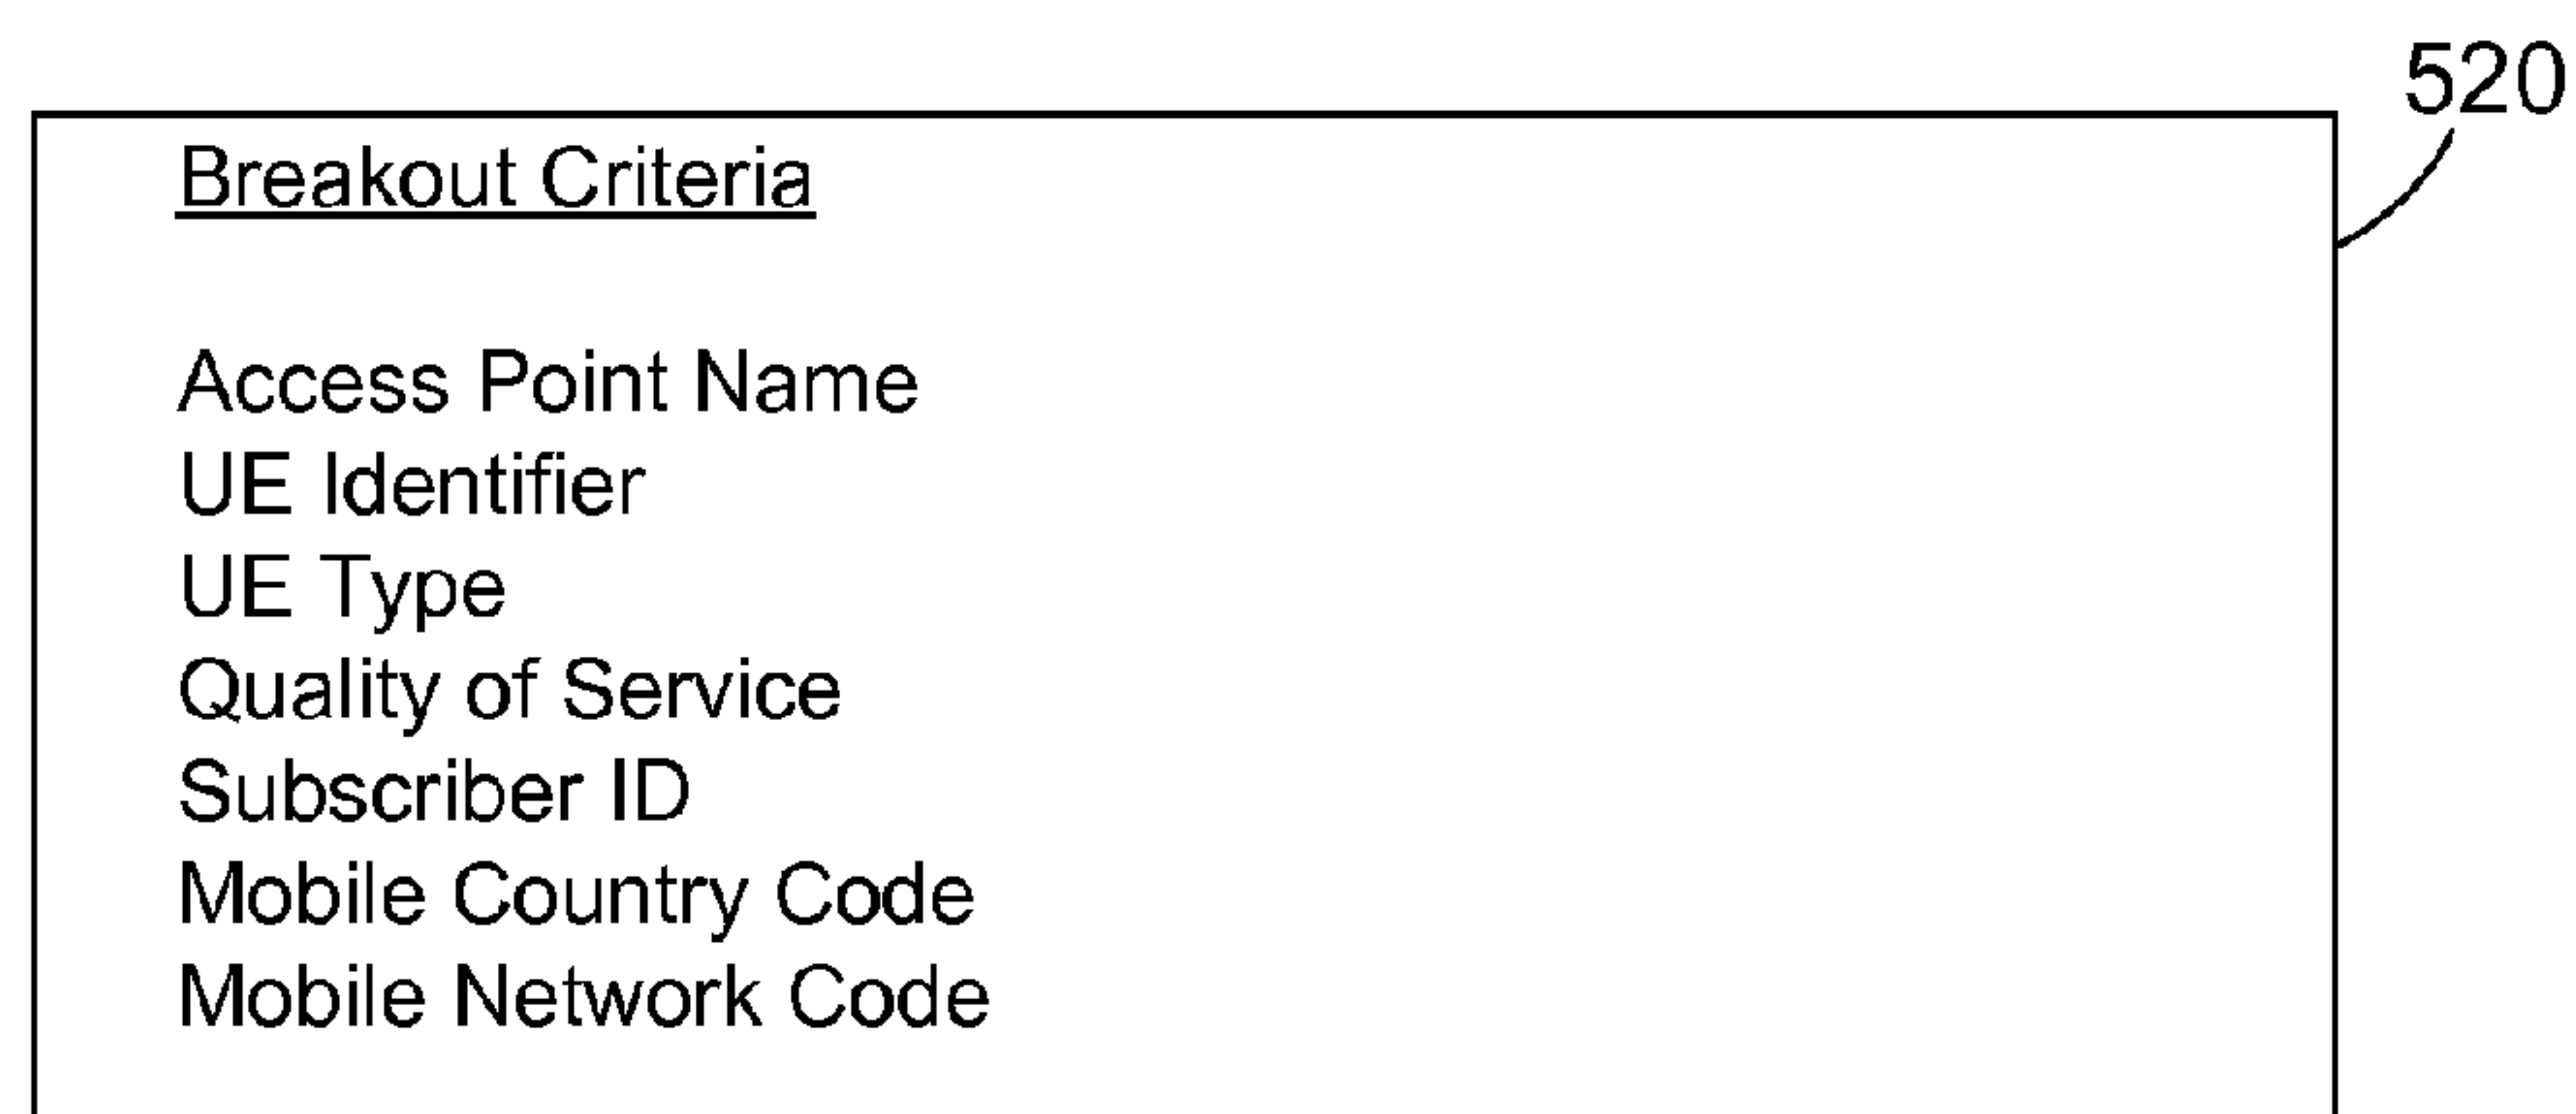 520
Breakout Criteria
Access Point Name
UE Identifier
UE Type
Quality of Service
Subscriber ID
Mobile Country Code
Mobile Network Code